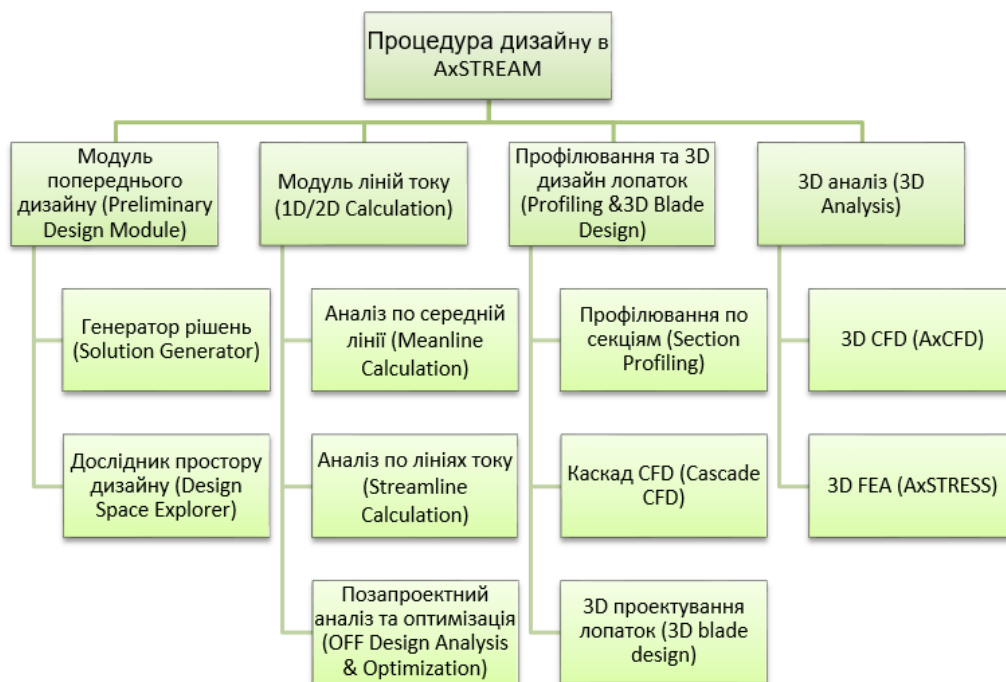 Процедура дизайну в
AxSTREAM
Модуль
попереднього
дизайну (Preliminary
Design Module)
Генератор рішень
(Solution Generator)
Дослідник простору
дизайну (Design
Space Explorer)
Модуль ліній току
(1D/2D Calculation)
Аналіз по середній
лінії (Meanline
Calculation)
Аналіз по лініях току
(Streamline
Calculation)
Позапроектний
аналіз та оптимізація
(OFF Design Analysis
& Optimization)
Профілювання та 3D
дизайн лопаток
(Profiling &3D Blade
Design)
Профілювання по
секціям (Section
Profiling)
Каскад CFD (Cascade
CFD)
3D проектування
лопаток (3D blade
design)
3D аналіз (3D
Analysis)
3D CFD (AxCFD)
3D FEA (AxSTRESS)